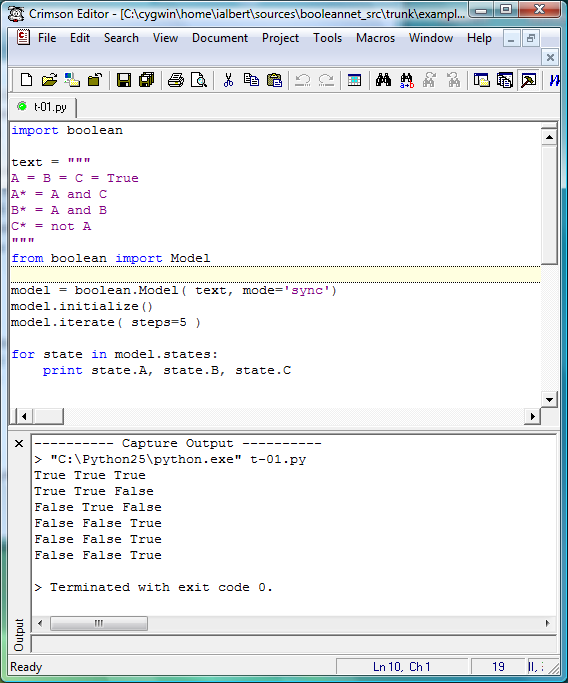 Crimson Editor - [C:\cygwin\home\ialbert\sources\booleannet_src\trunk\exampl...
File Edit Search View Document Project Tools Macros Window Help
t-01.py
import boolean
text = """
A = B = C = True
A* = A and C
B* = A and B
C* = not A
"""
from boolean import Model
model = boolean.Model( text, mode='sync')
model.initialize()
model.iterate( steps=5 )
for state in model.states:
    print state.A, state.B, state.C
---------- Capture Output ----------
> "C:\Python25\python.exe" t-01.py
True True True
True True False
False True False
False False True
False False True
False False True
> Terminated with exit code 0.
Output
Ready Ln 10, Ch 1 19